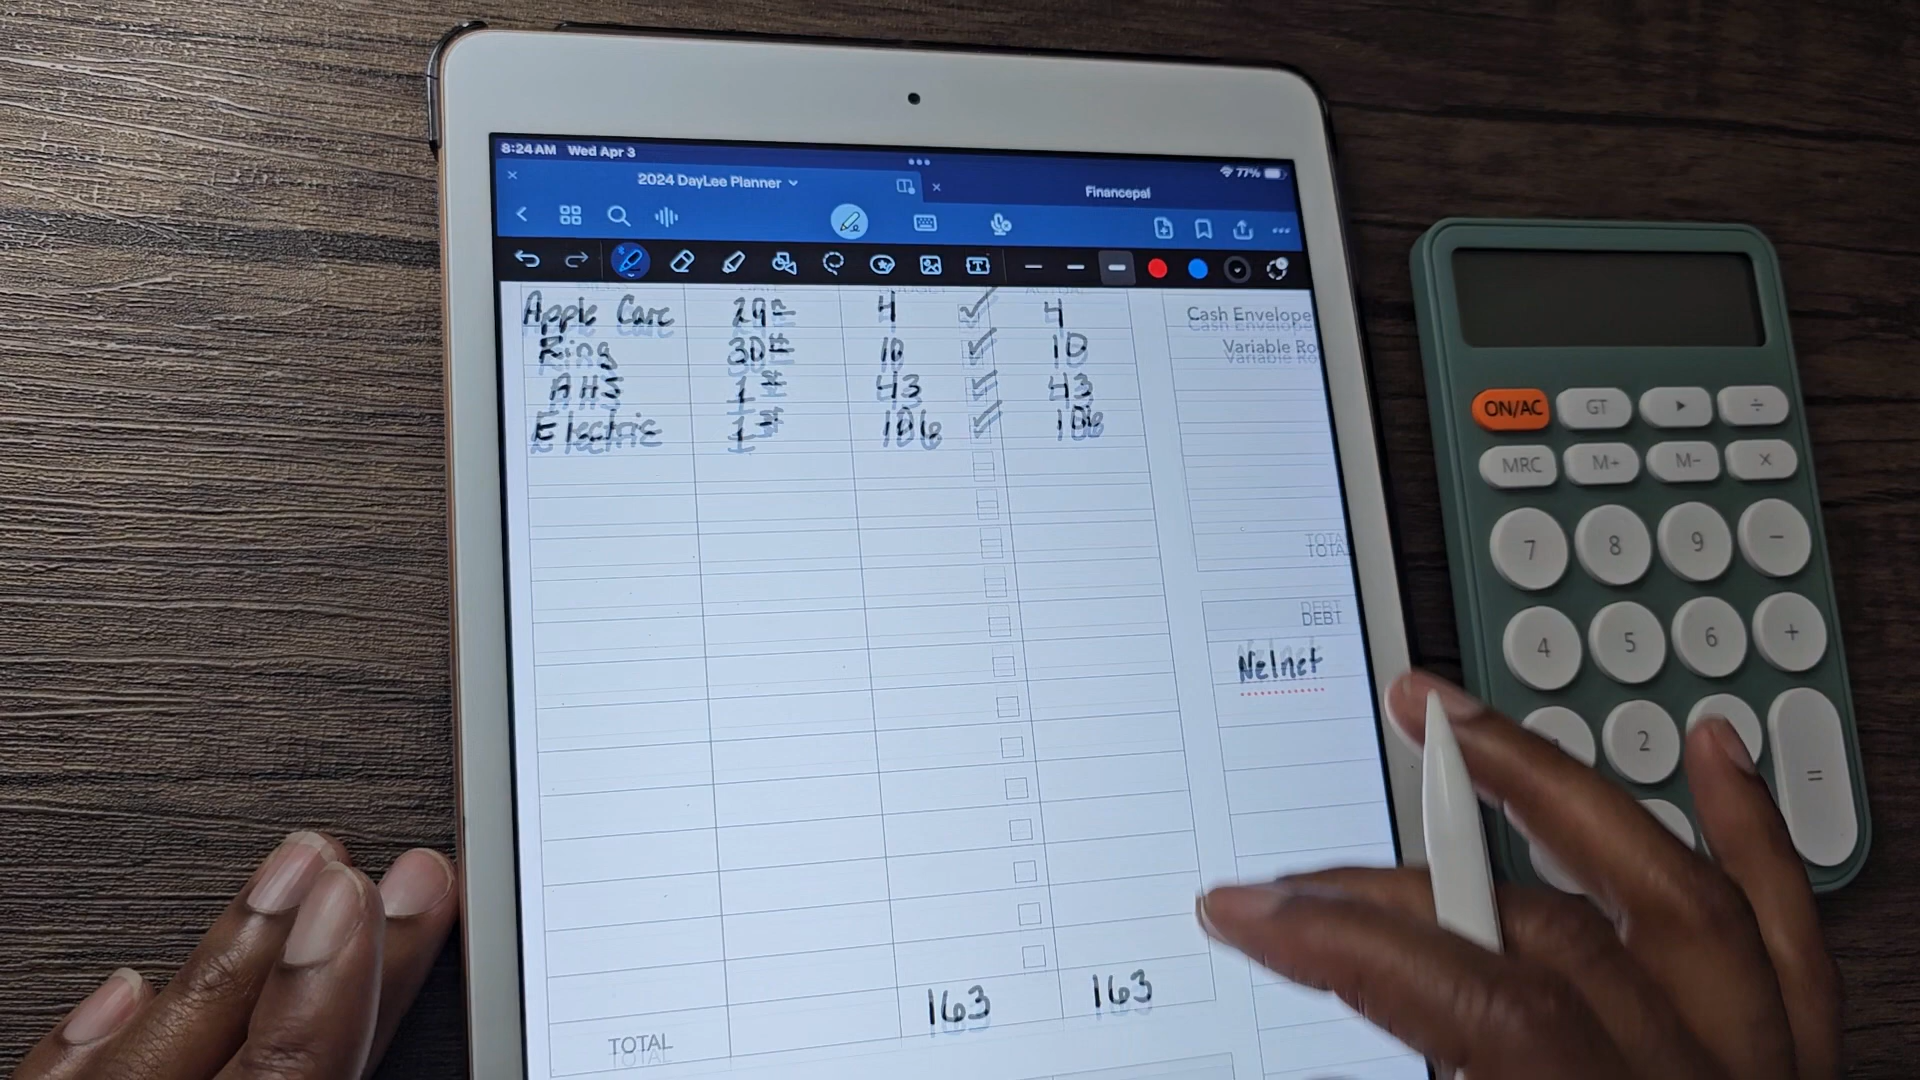 8:24 AM Wed Apr 3
77%
2024 DayLee Planner
Financepal
Apple Care 29th 4 4
Ring 30th 10 10
AHS 1st 43 43
Electric 1st 106 106
TOTAL 163 163
Cash Envelope
Variable Ro
TOTA
DEBT
Nelnet
ON/AC GT ▶ ÷
MRC M+ M- ×
7 8 9 −
4 5 6 +
2
=